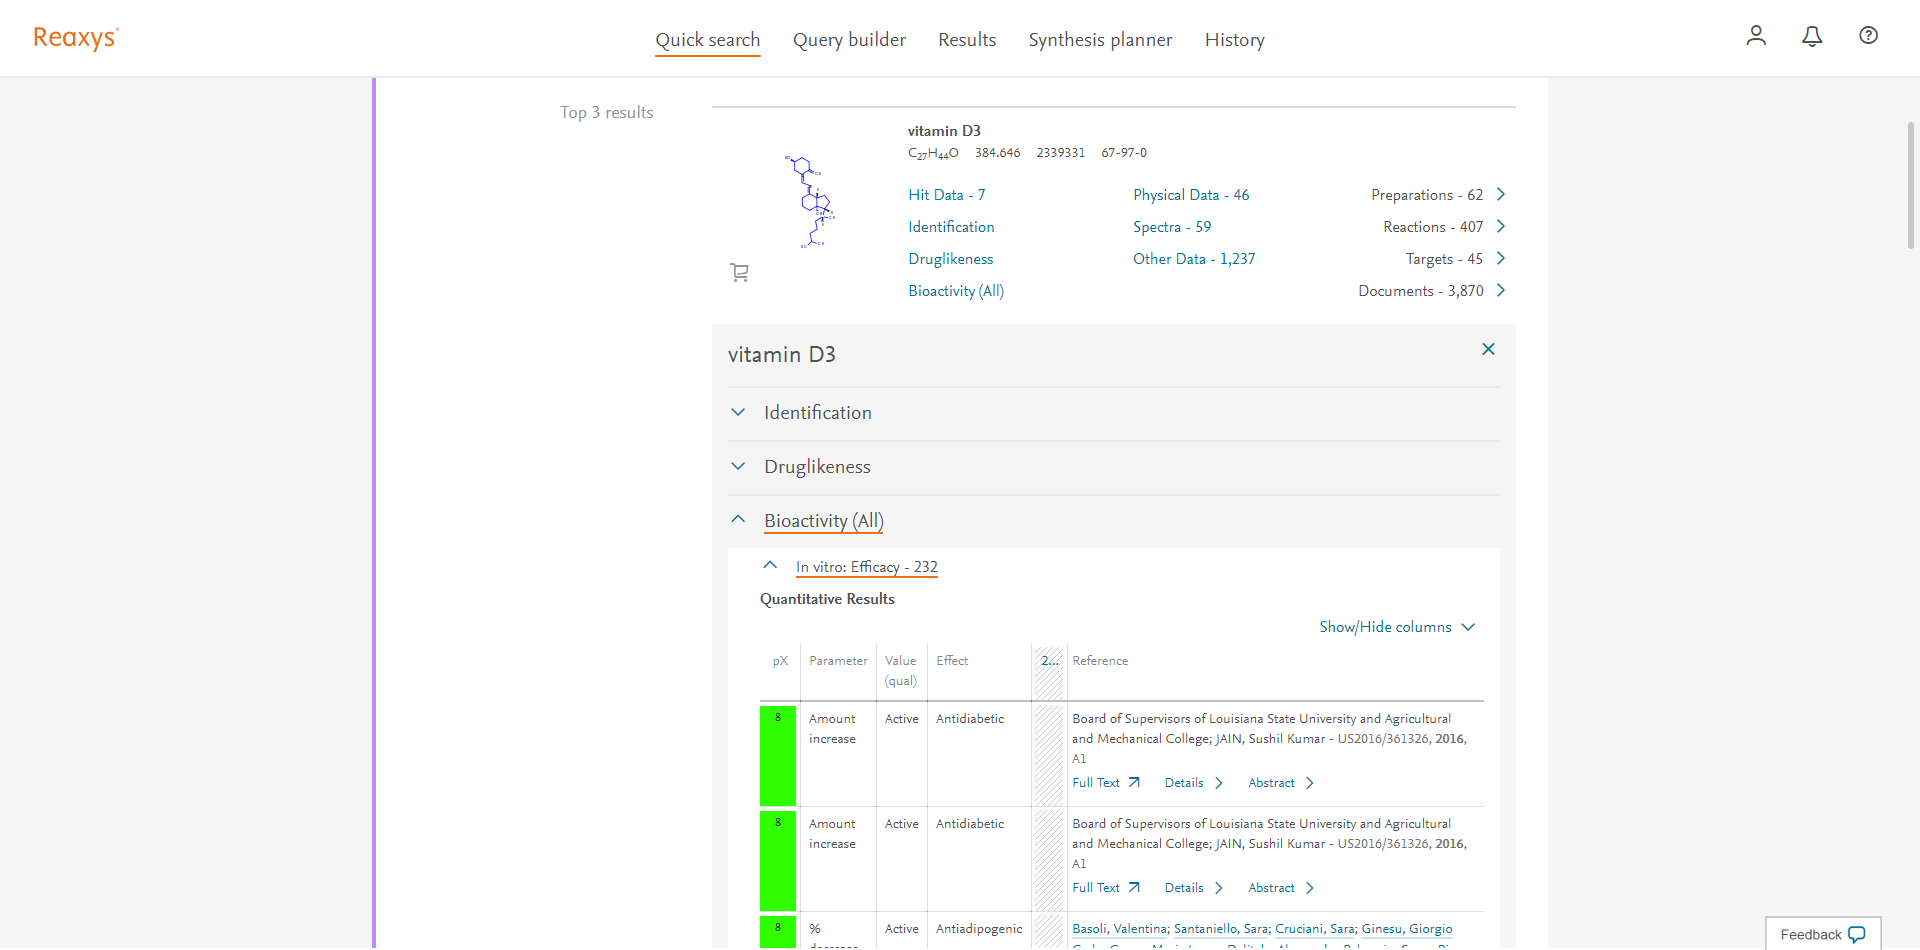 Reaxys®
Quick search
Query builder
Results
Synthesis planner
History
Top 3 results
vitamin D3
C27H44O 384.646 2339331 67-97-0
Hit Data - 7
Physical Data - 46
Preparations - 62
Identification
Spectra - 59
Reactions - 407
Druglikeness
Other Data - 1,237
Targets - 45
Bioactivity (All)
Documents - 3,870
vitamin D3
Identification
Druglikeness
Bioactivity (All)
In vitro: Efficacy - 232
Quantitative Results
Show/Hide columns
pX
Parameter
Value
(qual)
Effect
2...
Reference
8
Amount
increase
Active
Antidiabetic
Board of Supervisors of Louisiana State University and Agricultural
and Mechanical College; JAIN, Sushil Kumar - US2016/361326, 2016,
A1
Full Text
Details
Abstract
8
Amount
increase
Active
Antidiabetic
Board of Supervisors of Louisiana State University and Agricultural
and Mechanical College; JAIN, Sushil Kumar - US2016/361326, 2016,
A1
Full Text
Details
Abstract
8
%
Active
Antiadipogenic
Basoli, Valentina; Santaniello, Sara; Cruciani, Sara; Ginesu, Giorgio
Feedback